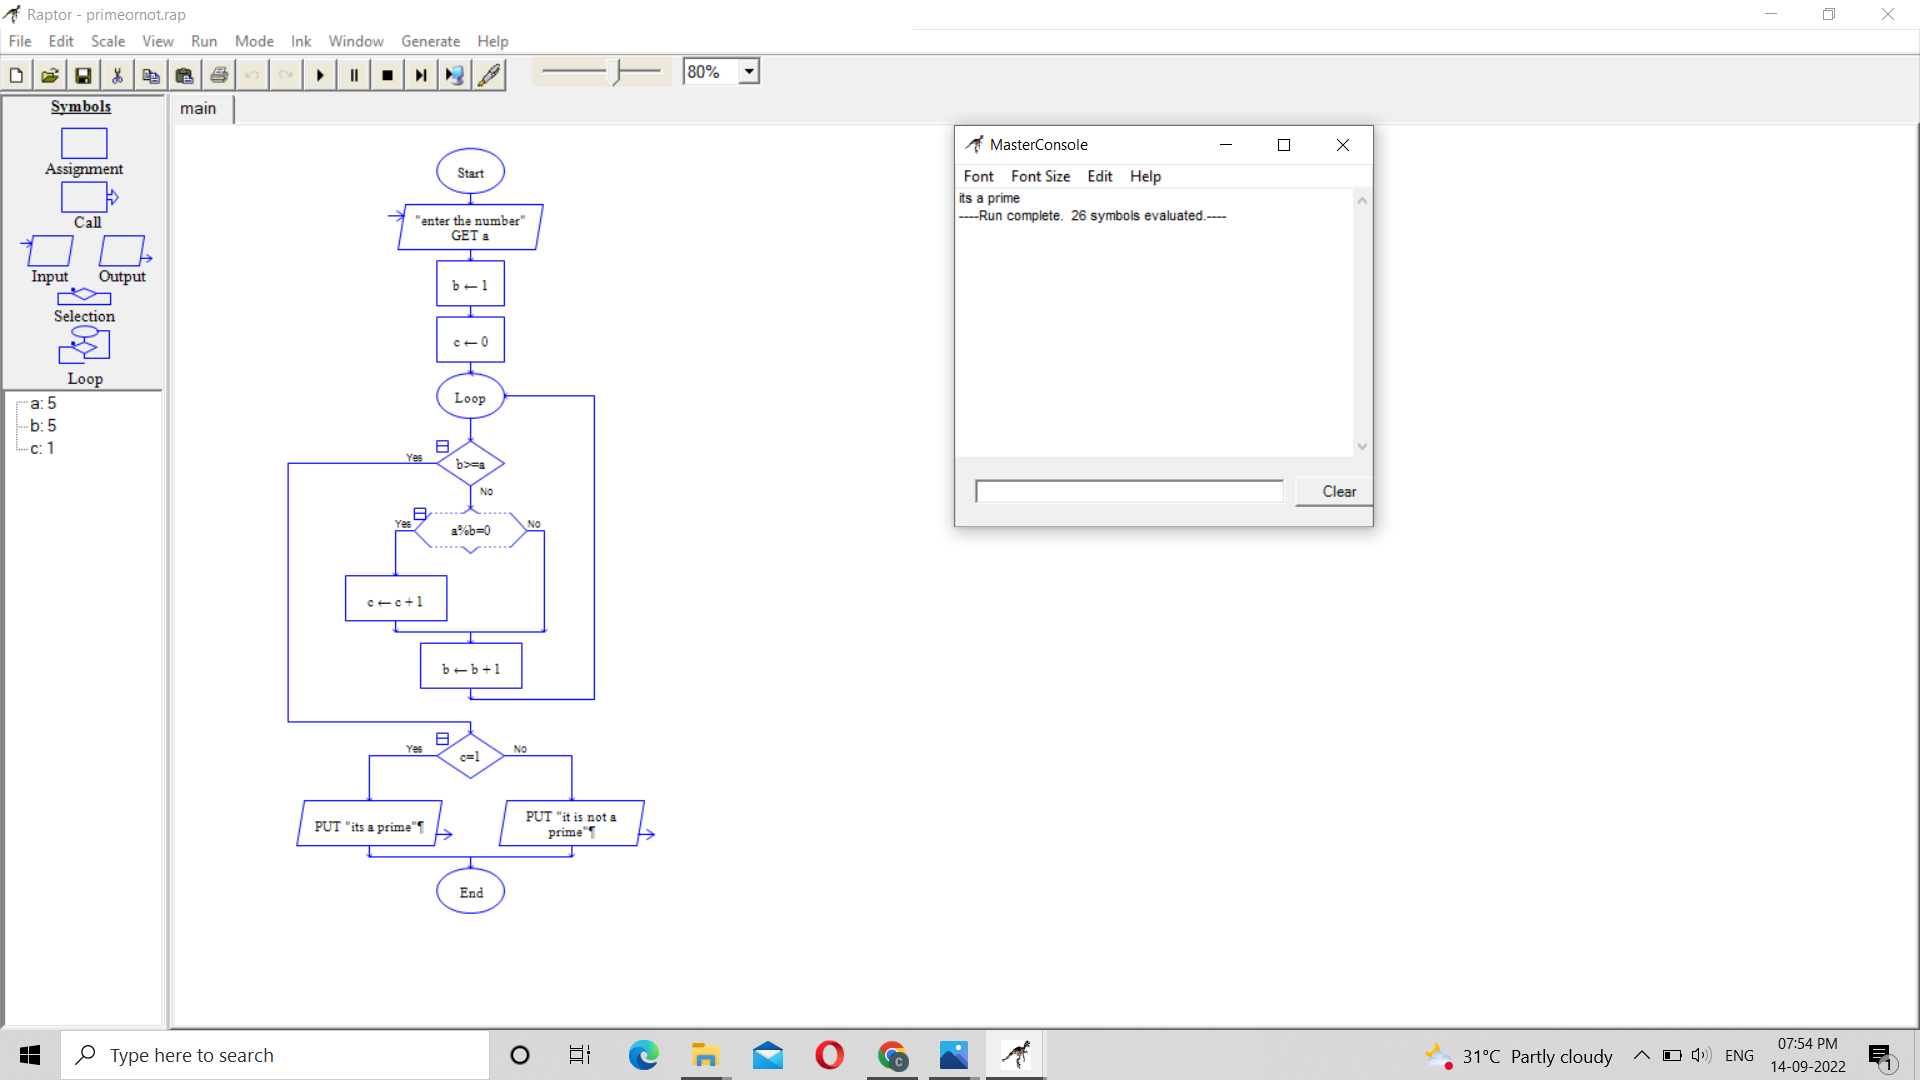 Raptor - primeornot.rap
File Edit Scale View Run Mode Ink Window Generate Help
80%
Symbols
Assignment
Call
Input Output
Selection
Loop
a: 5
b: 5
c: 1
main
Start
"enter the number"
GET a
b ← 1
c ← 0
Loop
Yes
b>=a
No
Yes
a%b=0
No
c ← c + 1
b ← b + 1
Yes
c=1
No
PUT "its a prime"¶
PUT "it is not a
prime"¶
End
MasterConsole
Font Font Size Edit Help
its a prime
----Run complete. 26 symbols evaluated.----
Clear
Type here to search
C
31°C Partly cloudy
ENG
07:54 PM
14-09-2022
1